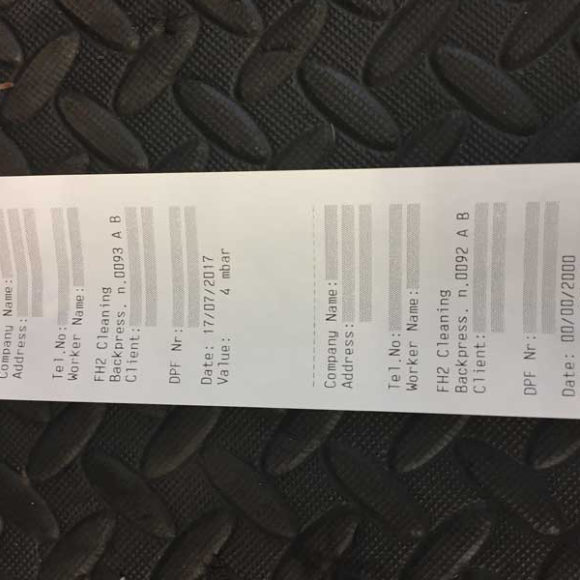 Company Name:
Address:
Tel.No:
Worker Name:
FH2 Cleaning
Backpress. n.0093 A B
Client:
DPF Nr:
Date: 17/07/2017
Value: 4 mbar
Company Name:
Address:
Tel.No:
Worker Name:
FH2 Cleaning
Backpress. n.0092 A B
Client:
DPF Nr:
Date: 00/00/2000